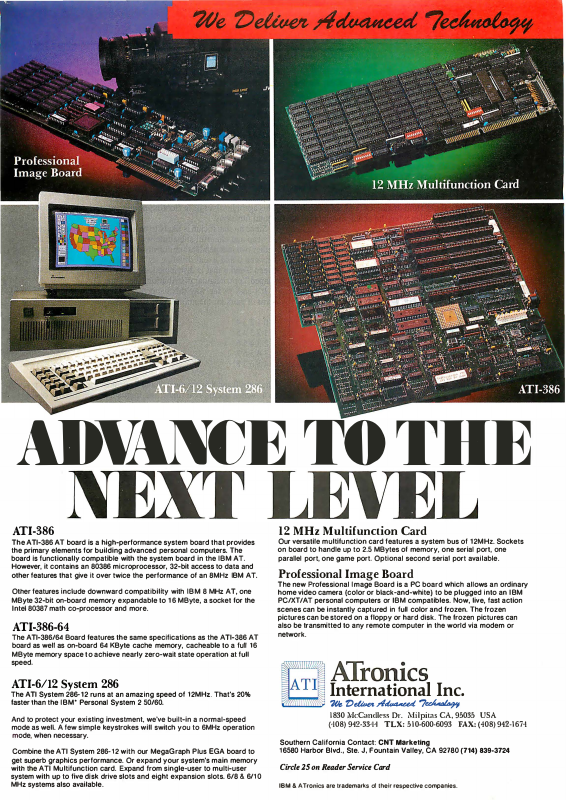 We Deliver Advanced Technology
Professional
Image Board
12 MHz Multifunction Card
ATI-6/12 System 286
ATI-386
ADVANCE TO THE
NEXT LEVEL
ATI-386
The ATI-386 AT board is a high-performance system board that provides
the primary elements for building advanced personal computers. The
board is functionally compatible with the system board in the IBM AT.
However, it contains an 80386 microprocessor, 32-bit access to data and
other features that give it over twice the performance of an 8MHz IBM AT.
Other features include downward compatibility with IBM 8 MHz AT, one
MByte 32-bit on-board memory expandable to 16 MByte, a socket for the
Intel 80387 math co-processor and more.
ATI-386-64
The ATI-386/64 Board features the same specifications as the ATI-386 AT
board as well as on-board 64 KByte cache memory, cacheable to a full 16
MByte memory space to achieve nearly zero-wait state operation at full
speed.
ATI-6/12 System 286
The ATI System 286-12 runs at an amazing speed of 12MHz. That's 20%
faster than the IBM* Personal System 2 50/60.
And to protect your existing investment, we've built-in a normal-speed
mode as well. A few simple keystrokes will switch you to 6MHz operation
mode, when necessary.
Combine the ATI System 286-12 with our MegaGraph Plus EGA board to
get superb graphics performance. Or expand your system's main memory
with the ATI Multifunction card. Expand from single-user to multi-user
system with up to five disk drive slots and eight expansion slots. 6/8 & 6/10
MHz systems also available.
12 MHz Multifunction Card
Our versatile multifunction card features a system bus of 12MHz. Sockets
on board to handle up to 2.5 MBytes of memory, one serial port, one
parallel port, one game port. Optional second serial port available.
Professional Image Board
The new Professional Image Board is a PC board which allows an ordinary
home video camera (color or black-and-white) to be plugged into an IBM
PC/XT/AT personal computers or IBM compatibles. Now, live, fast action
scenes can be instantly captured in full color and frozen. The frozen
pictures can be stored on a floppy or hard disk. The frozen pictures can
also be transmitted to any remote computer in the world via modem or
network.
ATI
ATronics
International Inc.
We Deliver Advanced Technology
1830 McCandless Dr. Milpitas CA, 95035 USA
(408) 942-3344 TLX: 510-600-6093 FAX: (408) 942-1674
Southern California Contact: CNT Marketing
16580 Harbor Blvd., Ste. J, Fountain Valley, CA 92780 (714) 839-3724
Circle 25 on Reader Service Card
IBM & ATronics are trademarks of their respective companies.